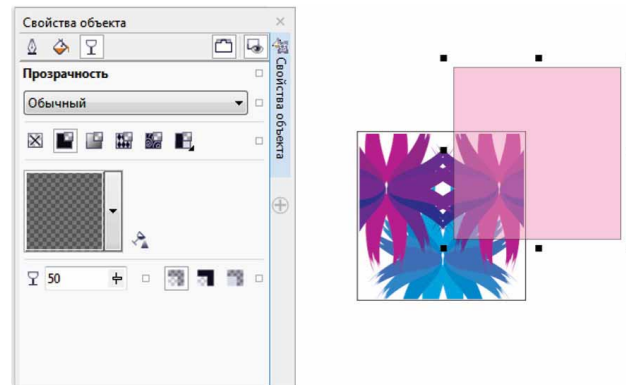 Свойства объекта
Прозрачность
Обычный
50
Свойства объекта